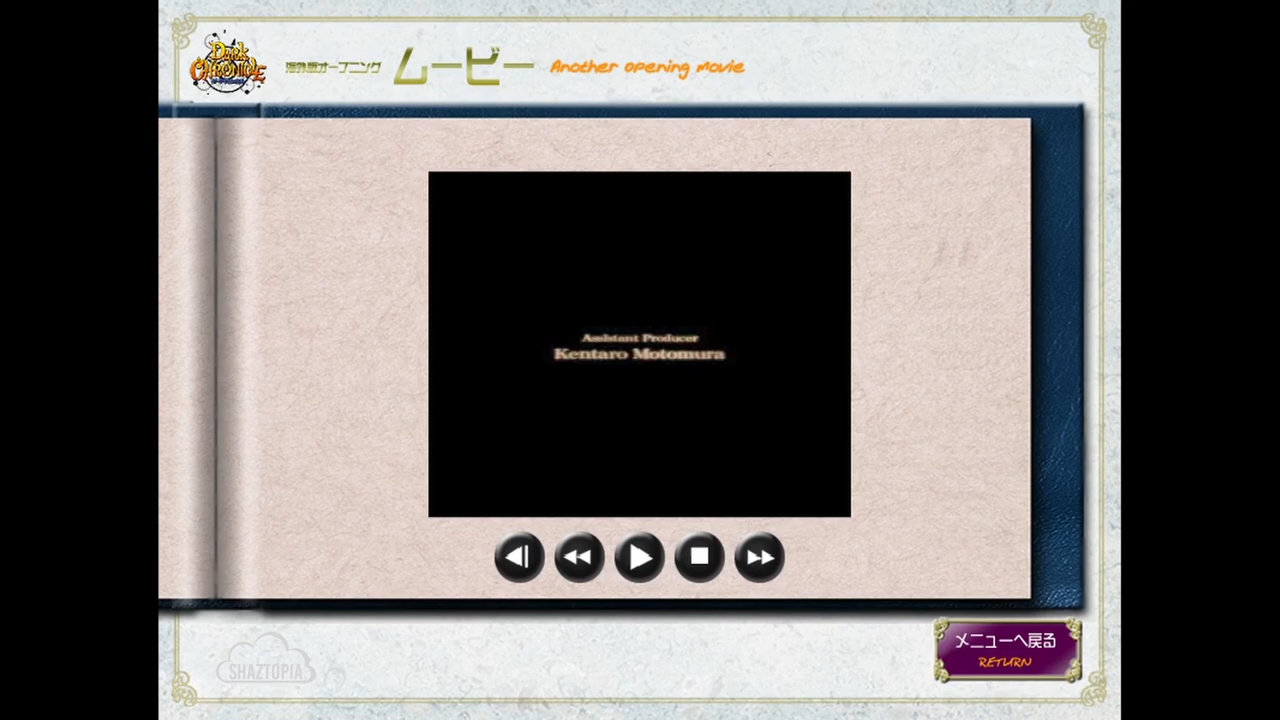 Dark
CHRONICLE
海外版オープニング ムービー Another opening movie
Assistant Producer
Kentaro Motomura
メニューへ戻る
RETURN
SHAZTOPIA